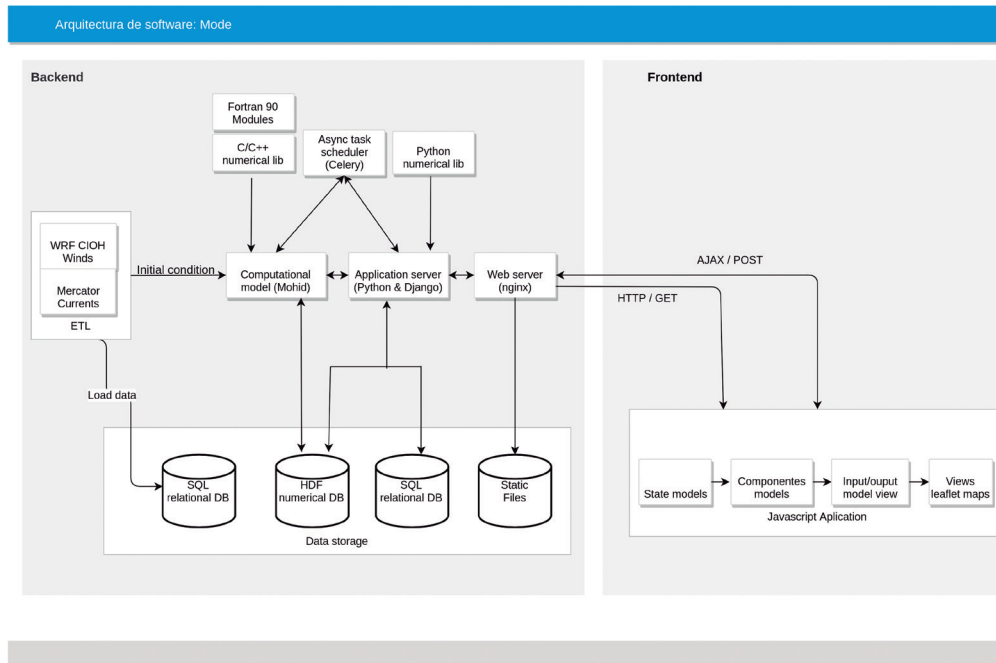 Arquitectura de software: Mode
Backend
Frontend
Fortran 90
Modules
C/C++
numerical lib
Async task
scheduler
(Celery)
Python
numerical lib
WRF CIOH
Winds
Mercator
Currents
ETL
Initial condition
Computational
model (Mohid)
Application server
(Python & Django)
Web server
(nginx)
AJAX / POST
HTTP / GET
Load data
SQL
relational DB
HDF
numerical DB
SQL
relational DB
Static
Files
Data storage
State models
Componentes
models
Input/ouput
model view
Views
leaflet maps
Javascript Aplication